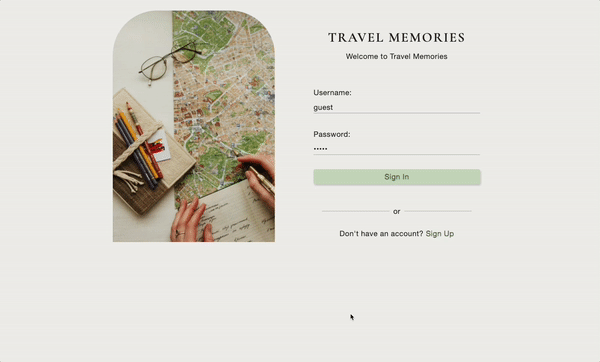 TRAVEL MEMORIES
Welcome to Travel Memories
Username:
guest
Password:
•••••
Sign In
or
Don't have an account? Sign Up